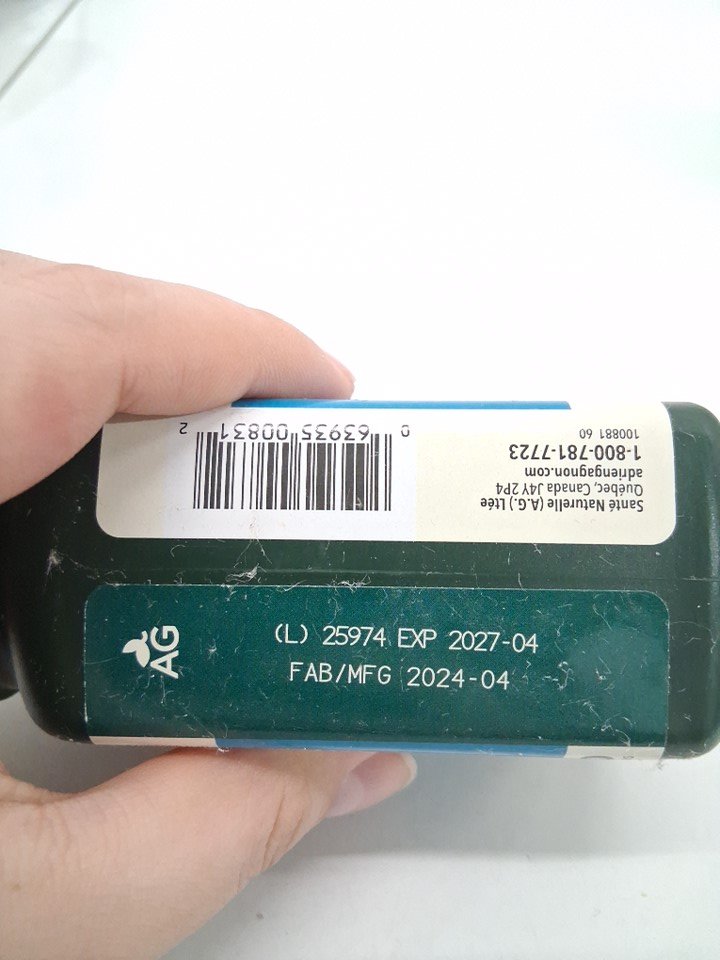 Santé Naturelle (A.G.) Ltée
Québec, Canada J4Y 2P4
adriengagnon.com
1-800-781-7723
100881 60
0 63935 00831 2
AG
(L) 25974 EXP 2027-04
FAB/MFG 2024-04